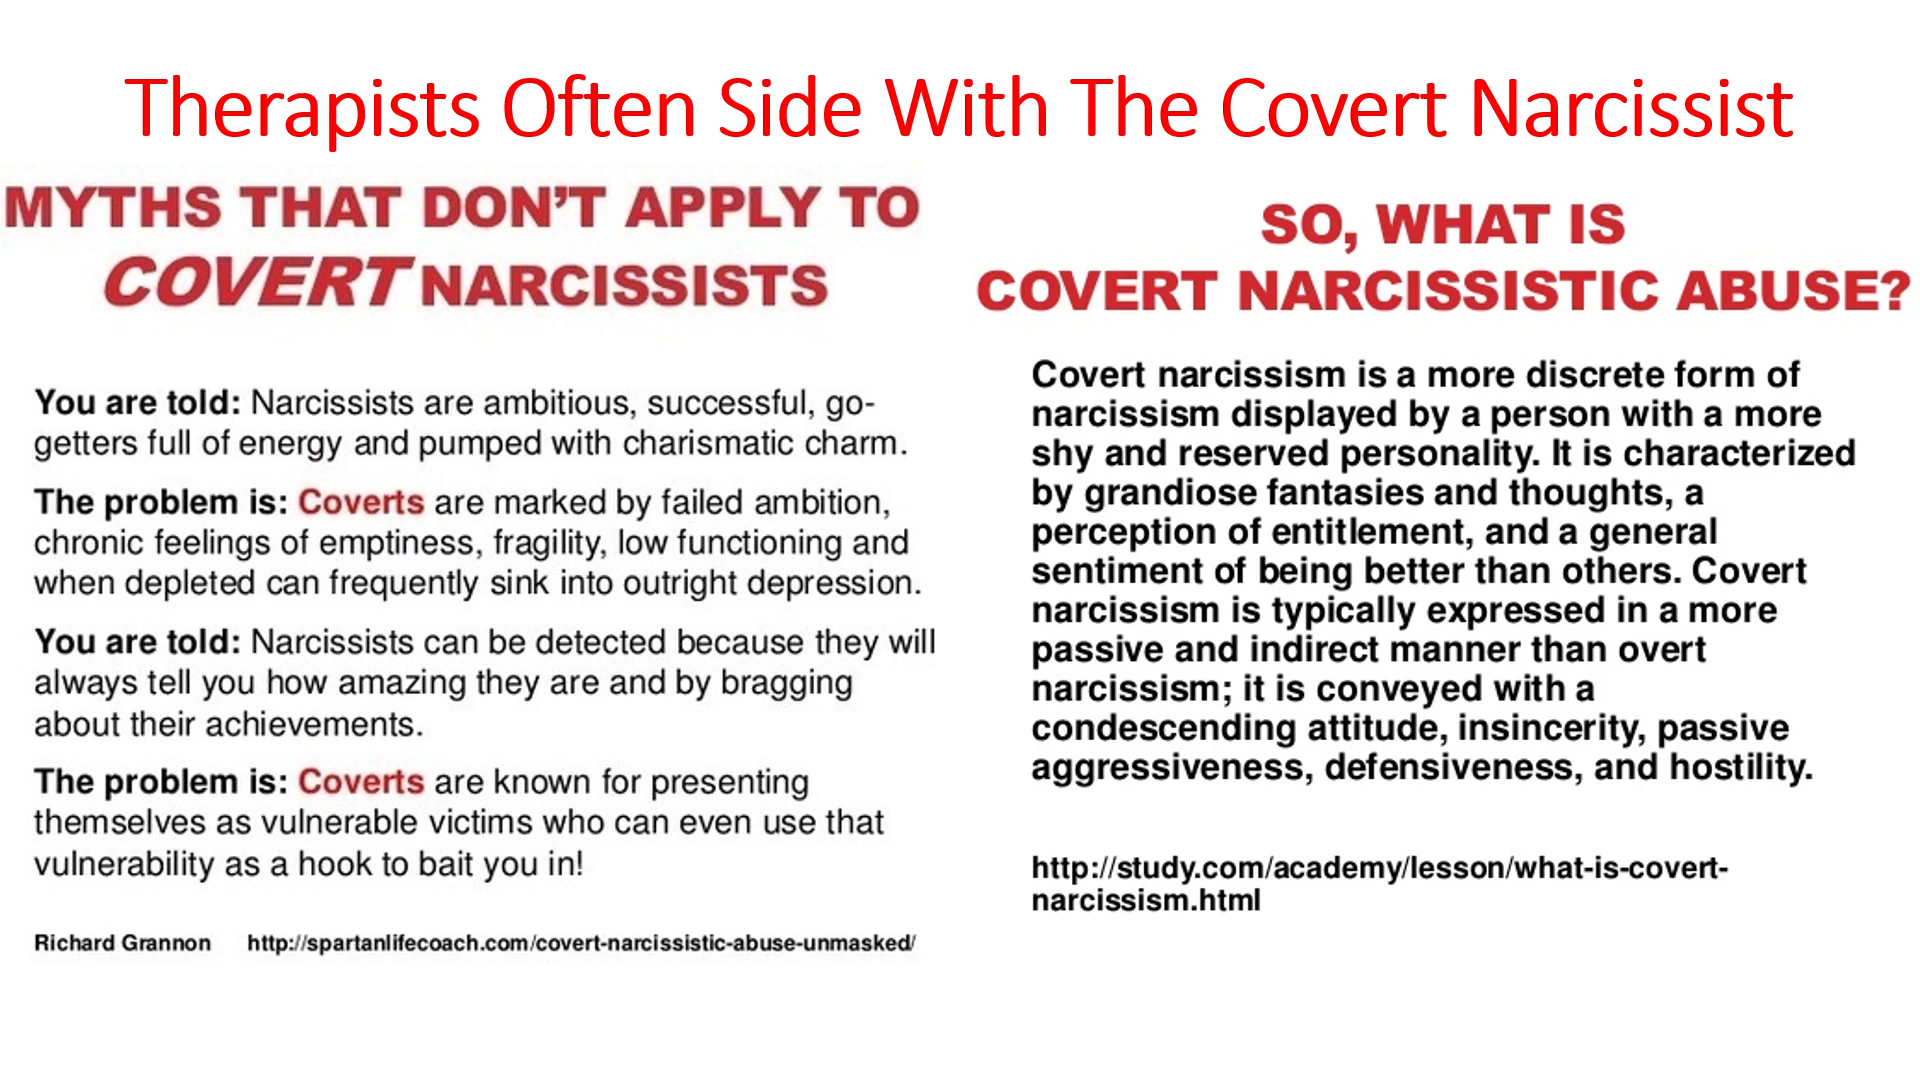 Therapists Often Side With The Covert Narcissist
MYTHS THAT DON'T APPLY TO
COVERT NARCISSISTS
You are told: Narcissists are ambitious, successful, go-
getters full of energy and pumped with charismatic charm.
The problem is: Coverts are marked by failed ambition,
chronic feelings of emptiness, fragility, low functioning and
when depleted can frequently sink into outright depression.
You are told: Narcissists can be detected because they will
always tell you how amazing they are and by bragging
about their achievements.
The problem is: Coverts are known for presenting
themselves as vulnerable victims who can even use that
vulnerability as a hook to bait you in!
Richard Grannon http://spartanlifecoach.com/covert-narcissistic-abuse-unmasked/
SO, WHAT IS
COVERT NARCISSISTIC ABUSE?
Covert narcissism is a more discrete form of
narcissism displayed by a person with a more
shy and reserved personality. It is characterized
by grandiose fantasies and thoughts, a
perception of entitlement, and a general
sentiment of being better than others. Covert
narcissism is typically expressed in a more
passive and indirect manner than overt
narcissism; it is conveyed with a
condescending attitude, insincerity, passive
aggressiveness, defensiveness, and hostility.
http://study.com/academy/lesson/what-is-covert-
narcissism.html